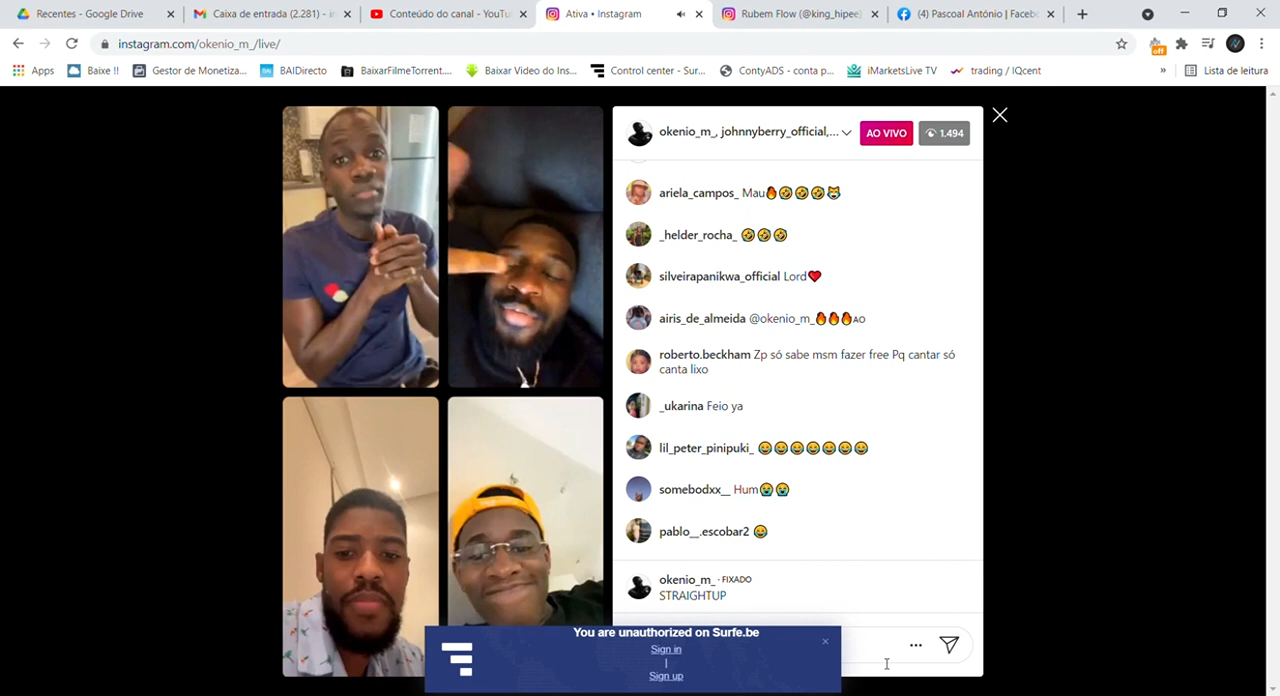 Recentes - Google Drive
Caixa de entrada (2.281) - in
Conteúdo do canal - YouTu
Ativa • Instagram
Rubem Flow (@king_hipee)
(4) Pascoal António | Faceb
instagram.com/okenio_m_/live/
off
Apps
Baixe !!
Gestor de Monetiza...
BAI
BAIDirecto
BaixarFilmeTorrent....
Baixar Video do Ins...
Control center - Sur...
ContyADS - conta p...
iMarketsLive TV
trading / IQcent
»
Lista de leitura
okenio_m_, johnnyberry_official,...
AO VIVO
1.494
ariela_campos_ Mau🔥🤣🤣🤣😹
_helder_rocha_ 🤣🤣🤣
silveirapanikwa_official Lord❤️
airis_de_almeida @okenio_m_🔥🔥🔥AO
roberto.beckham Zp só sabe msm fazer free Pq cantar só
canta lixo
_ukarina Feio ya
lil_peter_pinipuki_ 😂😂😂😂😂😂😂
somebodxx__ Hum😭😭
pablo__.escobar2 😂
okenio_m_ · FIXADO
STRAIGHTUP
You are unauthorized on Surfe.be
Sign in
|
Sign up